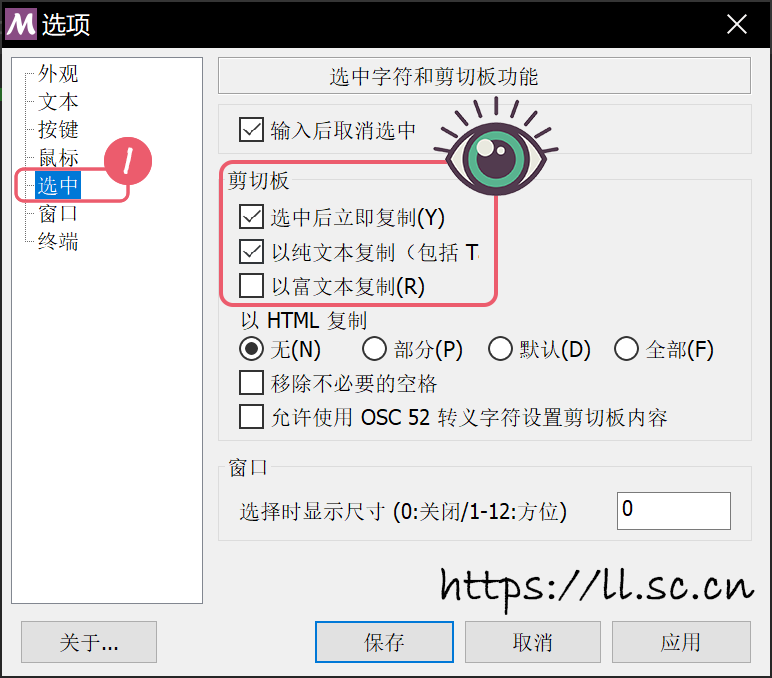 选项
外观
文本
按键
鼠标
选中
窗口
终端
1
选中字符和剪切板功能
输入后取消选中
剪切板
选中后立即复制(Y)
以纯文本复制（包括 T
以富文本复制(R)
以 HTML 复制
无(N) 部分(P) 默认(D) 全部(F)
移除不必要的空格
允许使用 OSC 52 转义字符设置剪切板内容
窗口
选择时显示尺寸 (0:关闭/1-12:方位) 0
https://ll.sc.cn
关于... 保存 取消 应用